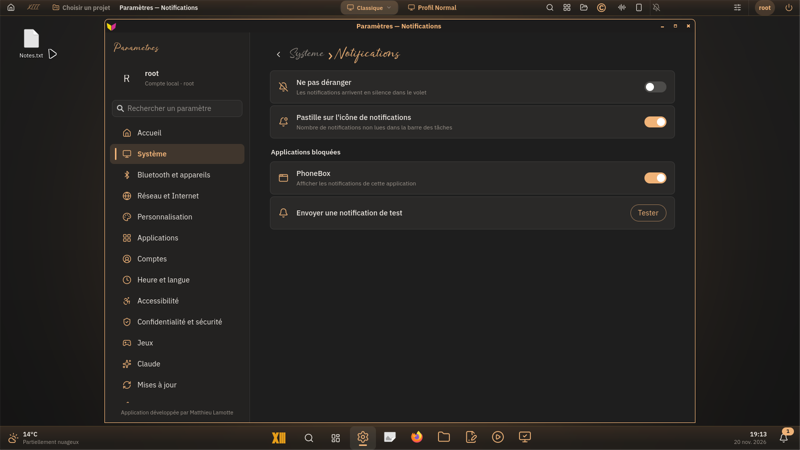 Choisir un projet
Paramètres — Notifications
Classique
Profil Normal
root
Notes.txt
Paramètres — Notifications
Paramètres
R
root
Compte local · root
Rechercher un paramètre
Accueil
Système
Bluetooth et appareils
Réseau et Internet
Personnalisation
Applications
Comptes
Heure et langue
Accessibilité
Confidentialité et sécurité
Jeux
Claude
Mises à jour
Application développée par Matthieu Lamotte
Système › Notifications
Ne pas déranger
Les notifications arrivent en silence dans le volet
Pastille sur l'icône de notifications
Nombre de notifications non lues dans la barre des tâches
Applications bloquées
PhoneBox
Afficher les notifications de cette application
Envoyer une notification de test
Tester
14°C
Partiellement nuageux
XIII
19:13
20 nov. 2026
1